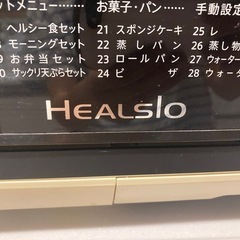 ットメニュー
お菓子・パン
手動設定
ヘルシー食セット
21 スポンジケーキ
25 レ
モーニングセット
22 蒸しパン
26 蒸し物
9 お弁当セット
23 ロールパン
27 ウォーター
0 サックリ天ぷらセット
24 ピザ
28 ウォータ
HEALSIO